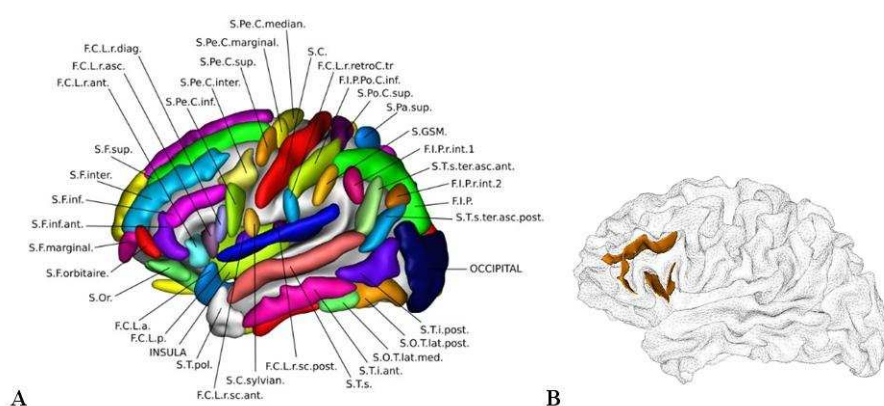 S.Pe.C.median.
S.Pe.C.marginal.
F.C.L.r.diag.
S.Pe.C.sup.
S.C.
F.C.L.r.asc.
F.C.L.r.retroC.tr
F.C.L.r.ant.
S.Pe.C.inter.
F.I.P.Po.C.inf.
S.Pe.C.inf.
S.Po.C.sup.
S.Pa.sup.
S.GSM.
S.F.sup.
F.I.P.r.int.1
S.F.inter.
S.T.s.ter.asc.ant.
S.F.inf.
F.I.P.r.int.2
F.I.P.
S.F.inf.ant.
S.T.s.ter.asc.post.
S.F.marginal.
S.F.orbitaire.
OCCIPITAL
S.Or.
F.C.L.a.
S.T.i.post.
F.C.L.p.
S.O.T.lat.post.
INSULA
S.O.T.lat.med.
S.T.pol.
F.C.L.r.sc.post.
S.T.i.ant.
S.C.sylvian.
S.T.s.
F.C.L.r.sc.ant.
A
B